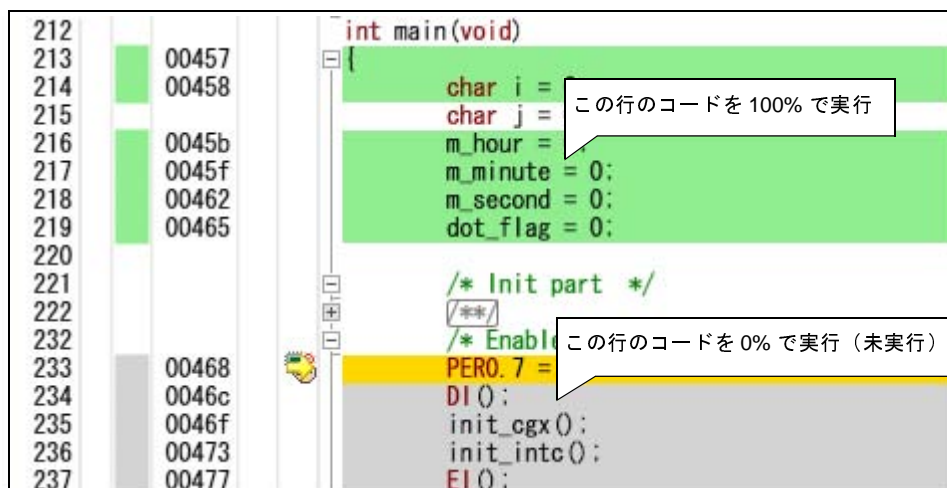 212 int main(void)
213 00457 {
214 00458 char i =
この行のコードを 100% で実行
215 char j =
216 0045b m_hour =
217 0045f m_minute = 0;
218 00462 m_second = 0;
219 00465 dot_flag = 0;
220
221 /* Init part */
222 /**/
232 /* Enable
この行のコードを 0% で実行（未実行）
233 00468 PER0.7 =
234 0046c DI();
235 0046f init_cgx();
236 00473 init_intc();
237 00477 EI();